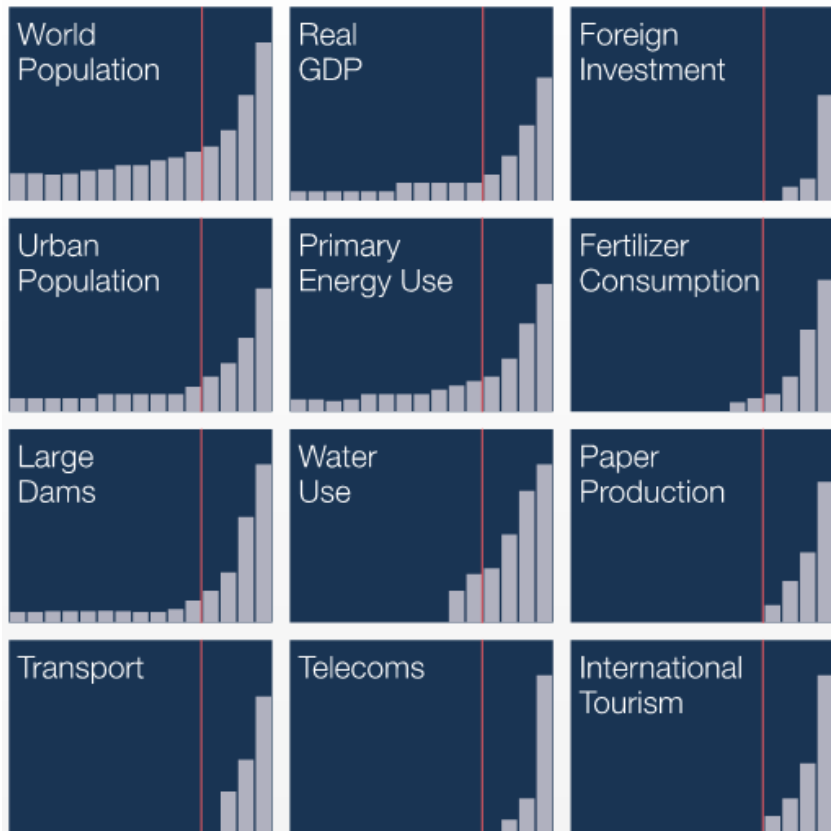 World
Population
Real
GDP
Foreign
Investment
Urban
Population
Primary
Energy Use
Fertilizer
Consumption
Large
Dams
Water
Use
Paper
Production
Transport
Telecoms
International
Tourism